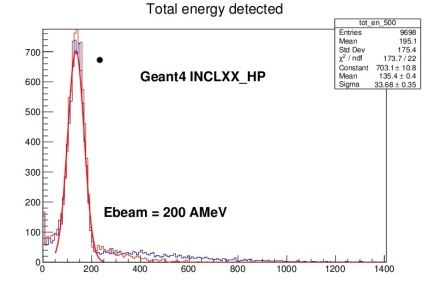 Total energy detected
tot_en_500
Entries 9698
Mean 195.1
Std Dev 175.4
χ² / ndf 173.7 / 22
Constant 703.1 ± 10.8
Mean 135.4 ± 0.4
Sigma 33.68 ± 0.35
700
600
500
400
300
200
100
0
Geant4 INCLXX_HP
Ebeam = 200 AMeV
0 200 400 600 800 1000 1200 1400